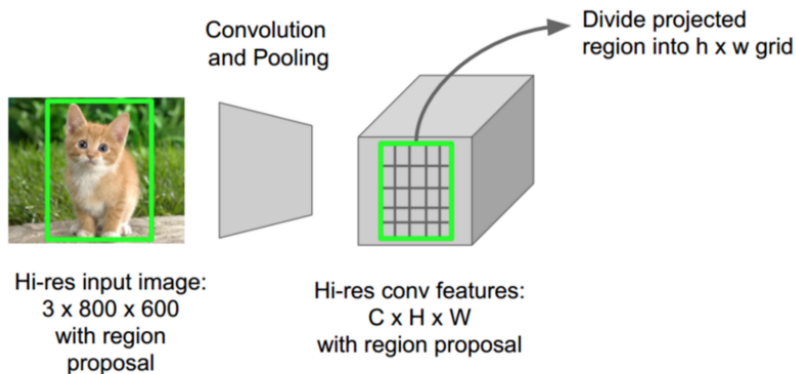 Convolution
and Pooling
Divide projected
region into h x w grid
Hi-res input image:
3 x 800 x 600
with region
proposal
Hi-res conv features:
C x H x W
with region proposal